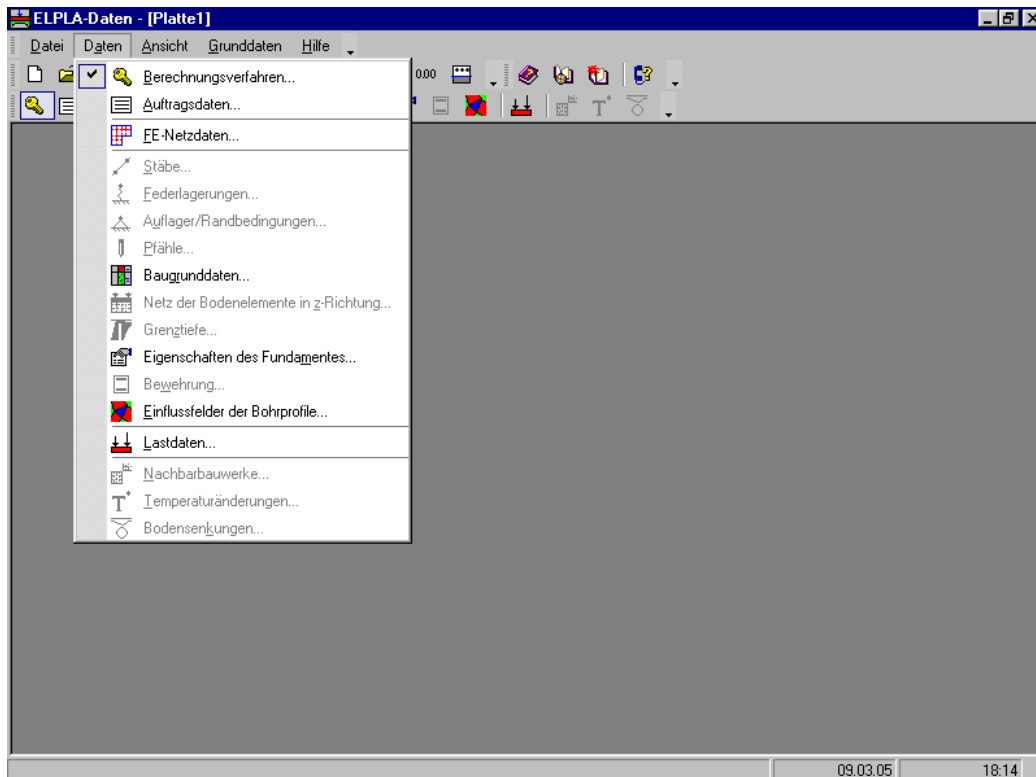 ELPLA-Daten - [Platte1]
Datei Daten Ansicht Grunddaten Hilfe
0.00
Berechnungsverfahren...
Auftragsdaten...
FE-Netzdaten...
Stäbe...
Federlagerungen...
Auflager/Randbedingungen...
Pfähle...
Baugrunddaten...
Netz der Bodenelemente in z-Richtung...
Grenztiefe...
Eigenschaften des Fundamentes...
Bewehrung...
Einflussfelder der Bohrprofile...
Lastdaten...
Nachbarbauwerke...
Temperaturänderungen...
Bodensenkungen...
09.03.05 18:14